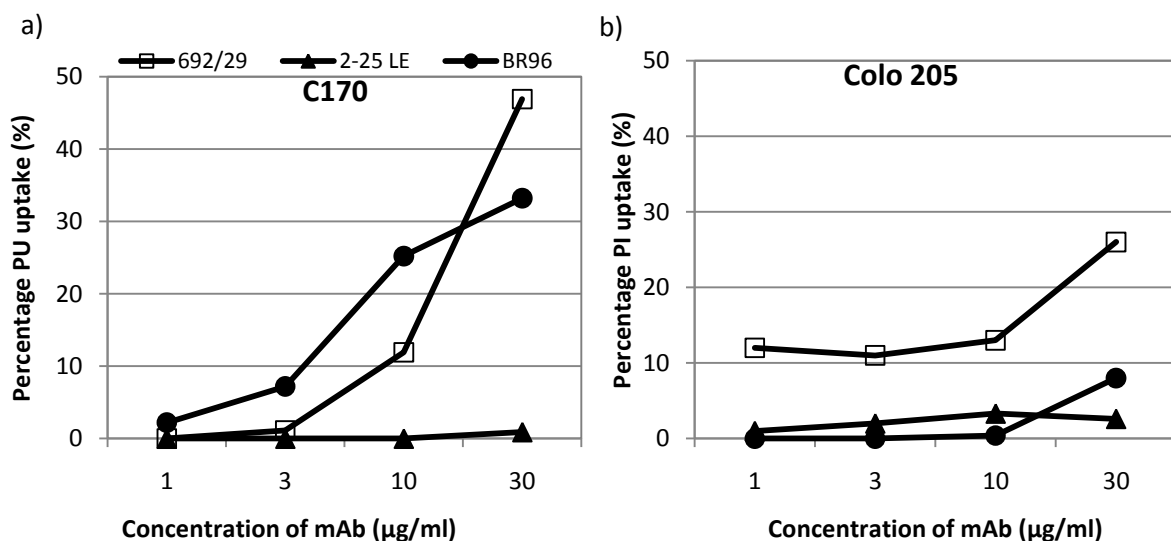 a)
692/29 2-25 LE BR96
C170
Percentage PU uptake (%)
50
40
30
20
10
0
1 3 10 30
Concentration of mAb (µg/ml)
b)
Colo 205
Percentage PI uptake (%)
50
40
30
20
10
0
1 3 10 30
Concentration of mAb (µg/ml)